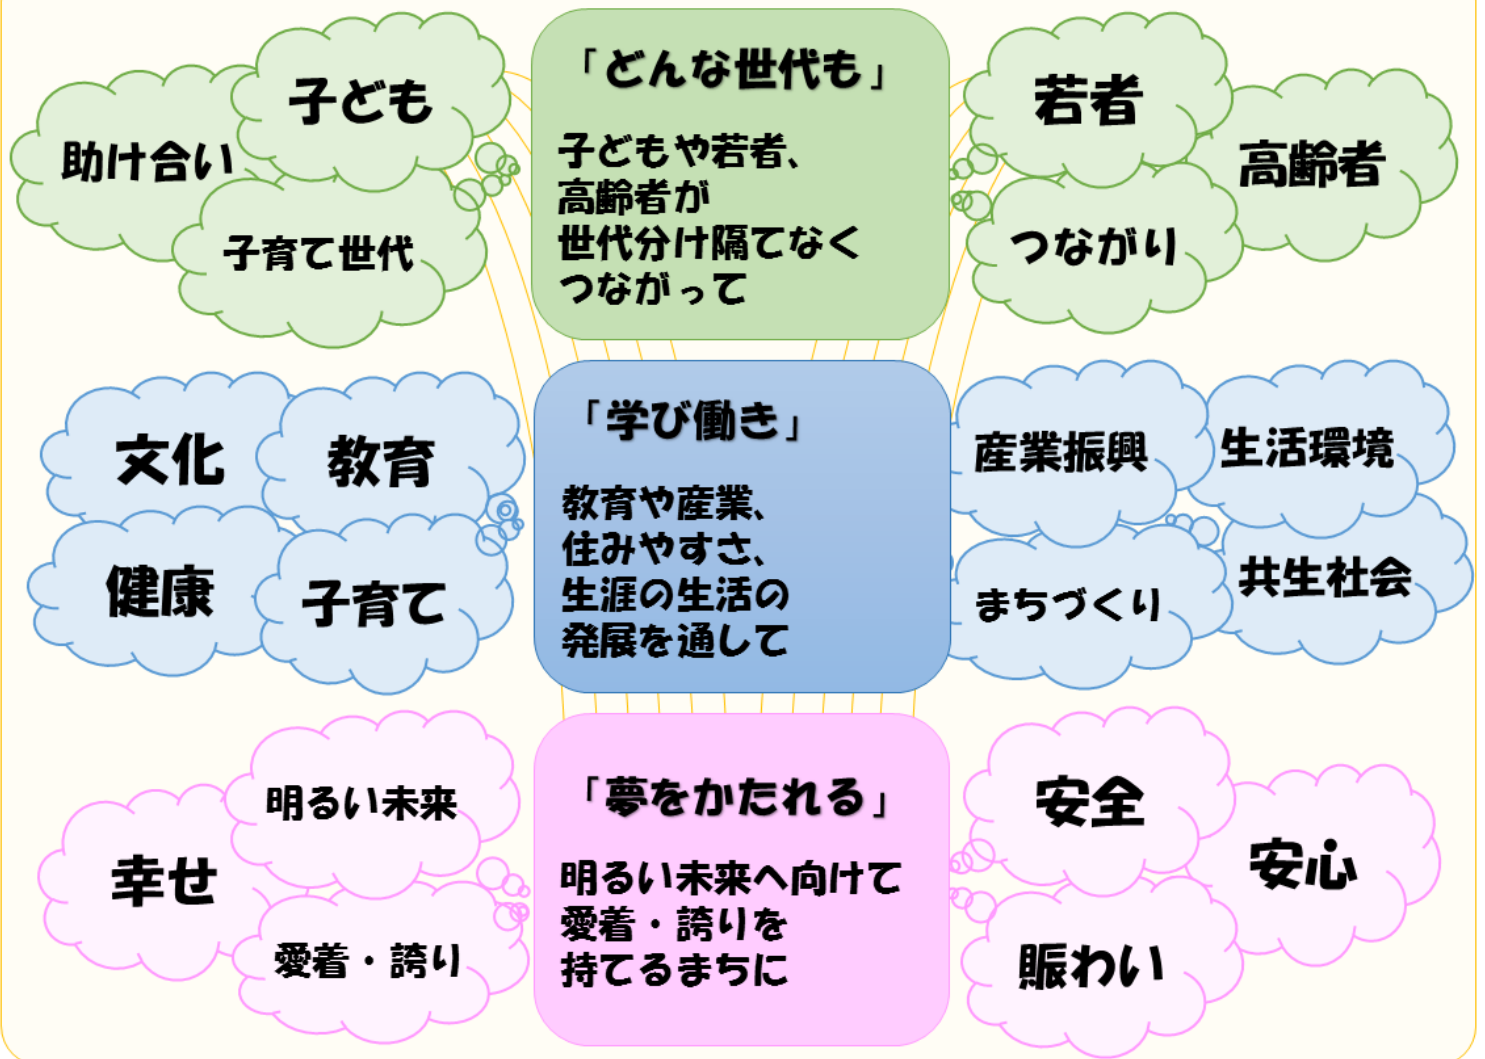 子ども
助け合い
子育て世代
「どんな世代も」
子どもや若者、
高齢者が
世代分け隔てなく
つながって
若者
高齢者
つながり
文化
教育
健康
子育て
「学び働き」
教育や産業、
住みやすさ、
生涯の生活の
発展を通して
産業振興
生活環境
まちづくり
共生社会
明るい未来
幸せ
愛着・誇り
「夢をかたれる」
明るい未来へ向けて
愛着・誇りを
持てるまちに
安全
安心
賑わい